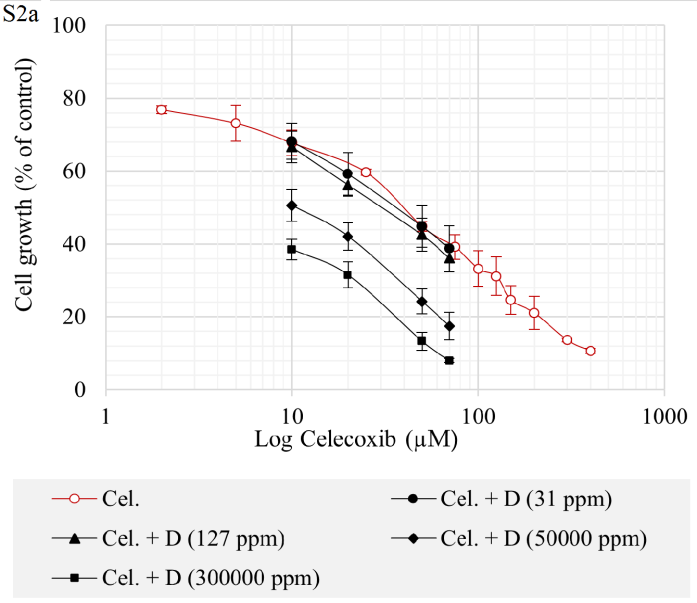 S2a
100
80
60
40
20
0
Cell growth (% of control)
1 10 100 1000
Log Celecoxib (µM)
Cel. Cel. + D (31 ppm)
Cel. + D (127 ppm) Cel. + D (50000 ppm)
Cel. + D (300000 ppm)